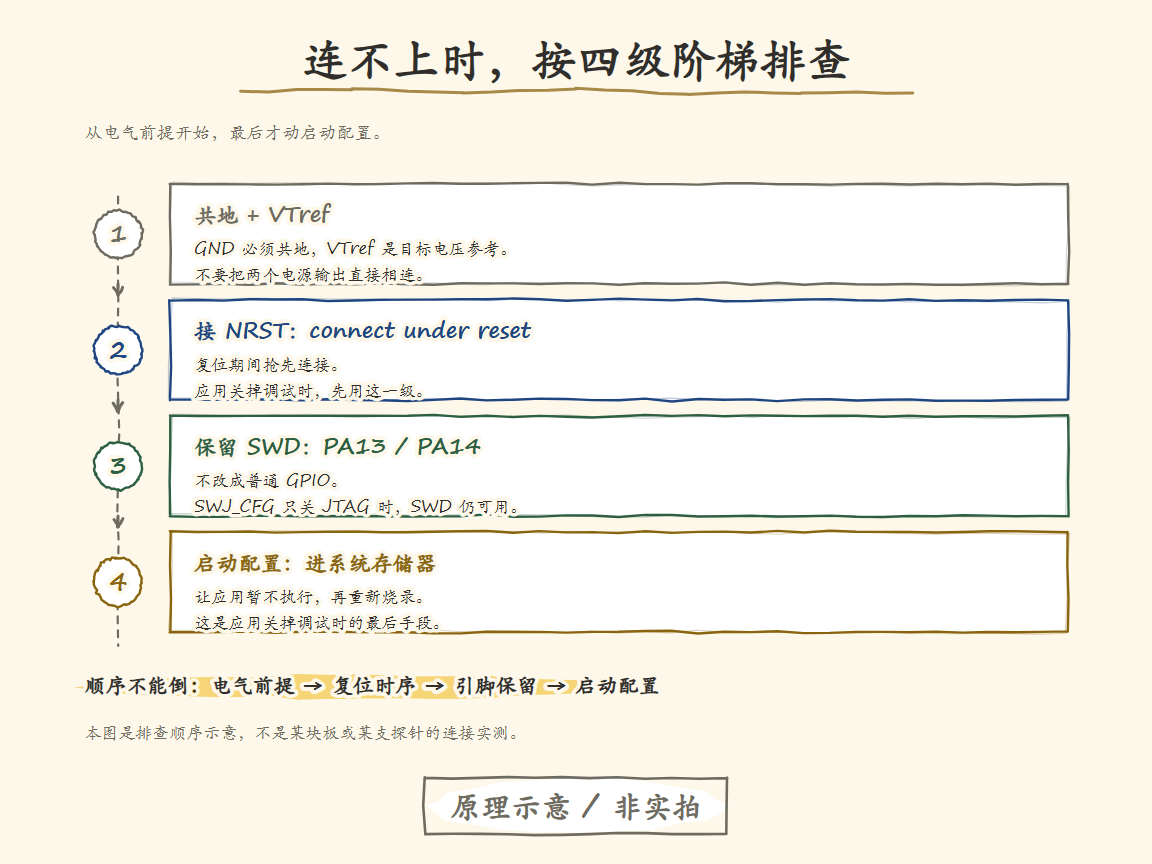 连不上时，按四级阶梯排查
从电气前提开始，最后才动启动配置。
1
共地 + VTref
GND 必须共地，VTref 是目标电压参考。
不要把两个电源输出直接相连。
2
接 NRST：connect under reset
复位期间抢先连接。
应用关掉调试时，先用这一级。
3
保留 SWD：PA13 / PA14
不改成普通 GPIO。
SWJ_CFG 只关 JTAG 时，SWD 仍可用。
4
启动配置：进系统存储器
让应用暂不执行，再重新烧录。
这是应用关掉调试时的最后手段。
顺序不能倒：电气前提 → 复位时序 → 引脚保留 → 启动配置
本图是排查顺序示意，不是某块板或某支探针的连接实测。
原理示意 / 非实拍